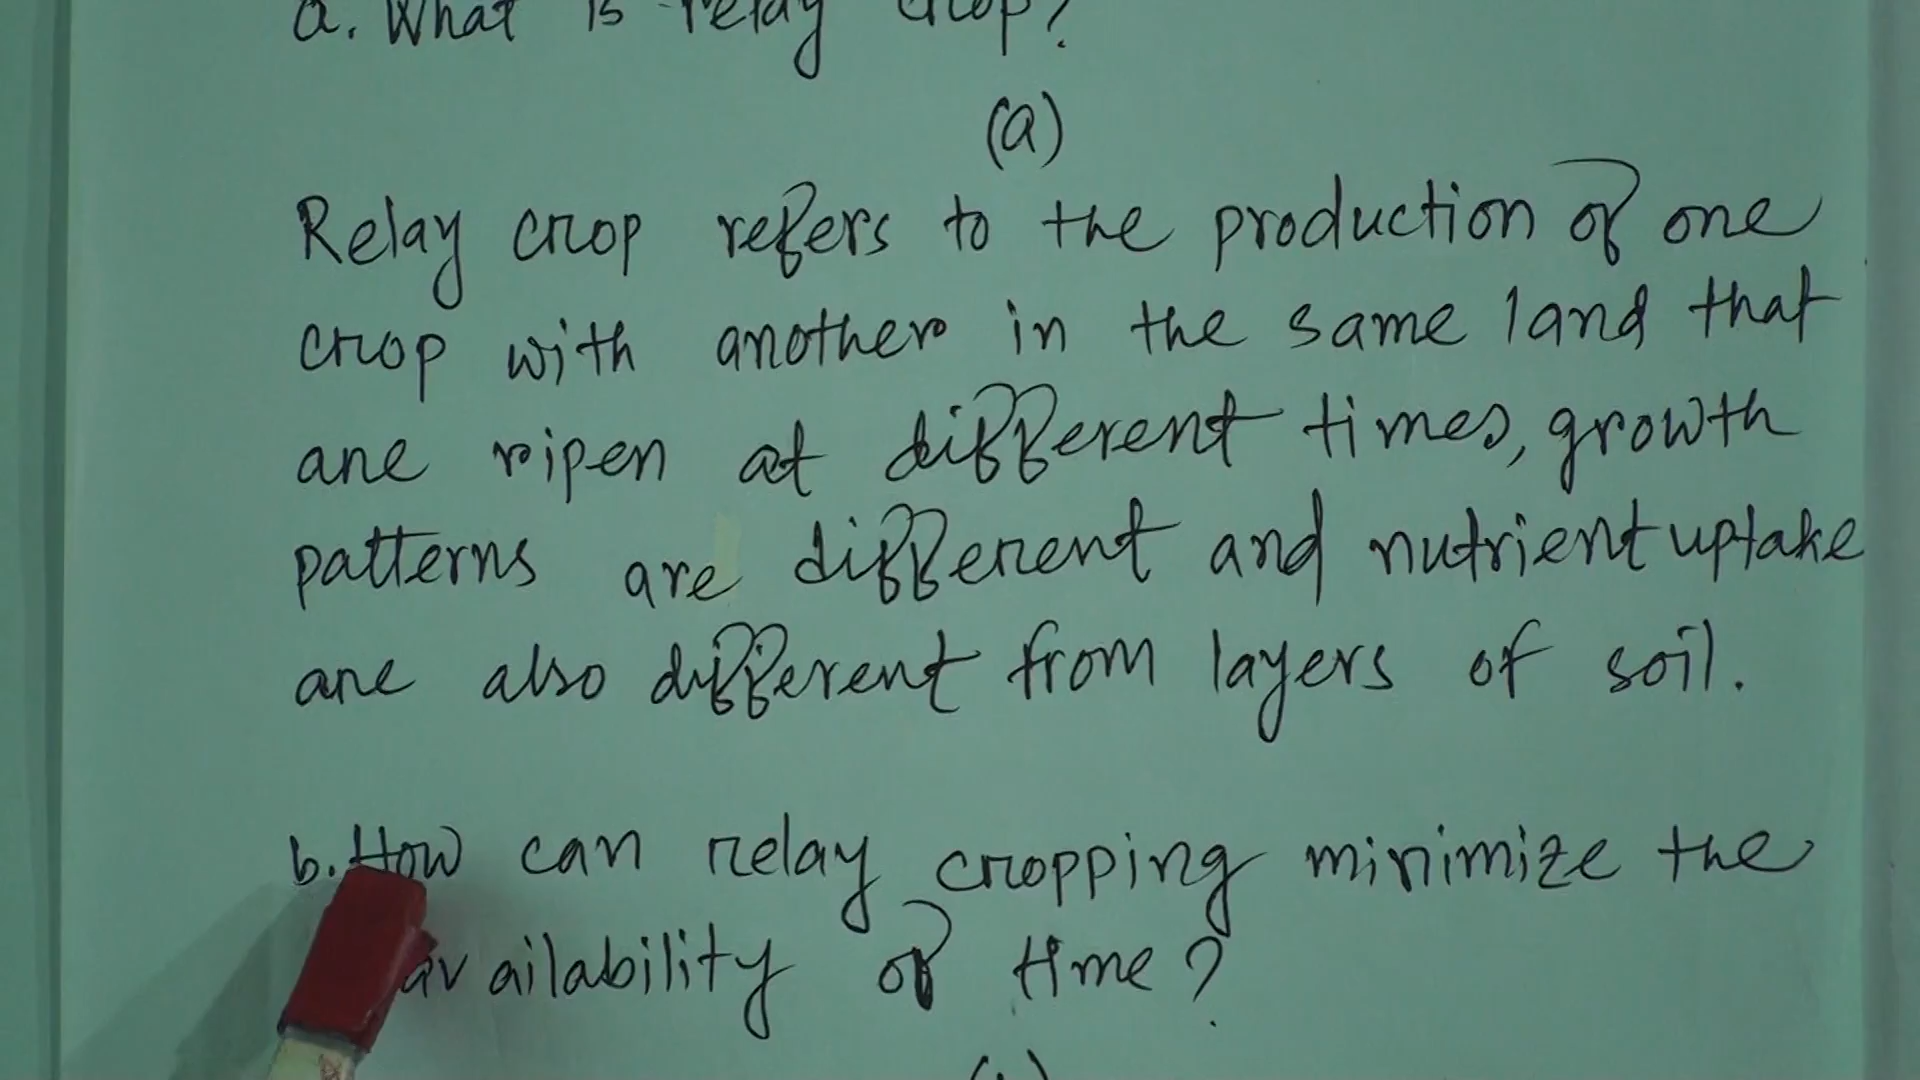 a. What is relay crop?
(a)
Relay crop refers to the production of one
crop with another in the same land that
are ripen at different times, growth
patterns are different and nutrient uptake
are also different from layers of soil.
b. How can relay cropping minimize the
availability of time?